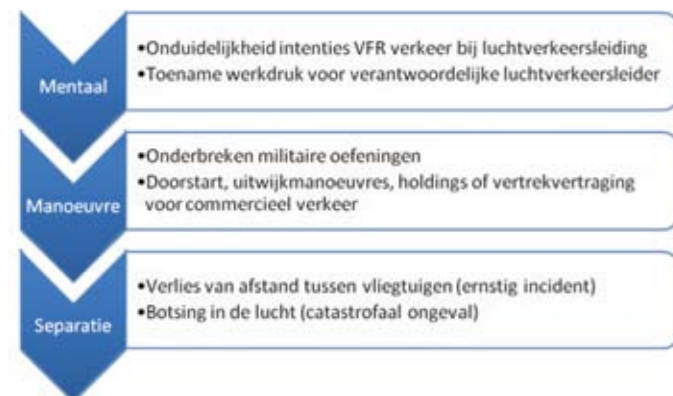 Mentaal
•Onduidelijkheid intenties VFR verkeer bij luchtverkeersleiding
•Toename werkdruk voor verantwoordelijke luchtverkeersleider
Manoeuvre
•Onderbreken militaire oefeningen
•Doorstart, uitwijkmanoeuvres, holdings of vertrekvertraging
voor commercieel verkeer
Separatie
•Verlies van afstand tussen vliegtuigen (ernstig incident)
•Botsing in de lucht (catastrofaal ongeval)